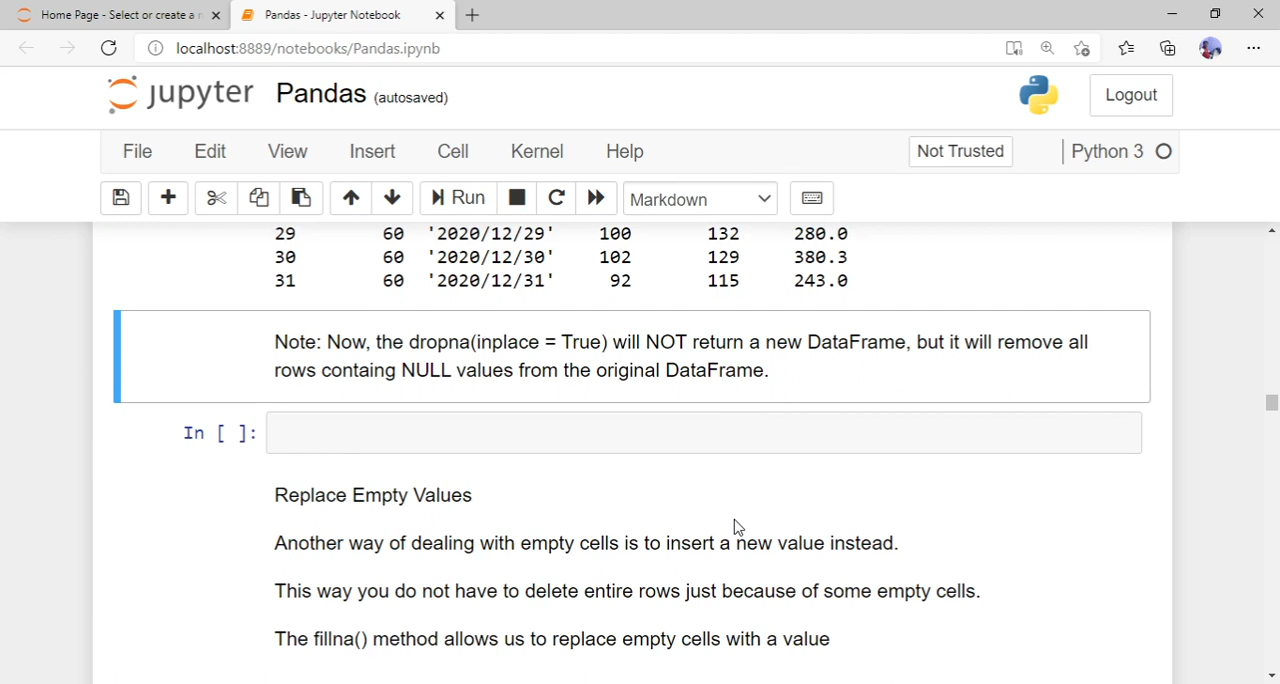 Home Page - Select or create a n
Pandas - Jupyter Notebook
localhost:8889/notebooks/Pandas.ipynb
jupyter Pandas (autosaved)
Logout
File Edit View Insert Cell Kernel Help Not Trusted Python 3
Run Markdown
29 60 '2020/12/29' 100 132 280.0
30 60 '2020/12/30' 102 129 380.3
31 60 '2020/12/31' 92 115 243.0
Note: Now, the dropna(inplace = True) will NOT return a new DataFrame, but it will remove all
rows containg NULL values from the original DataFrame.
In [ ]:
Replace Empty Values
Another way of dealing with empty cells is to insert a new value instead.
This way you do not have to delete entire rows just because of some empty cells.
The fillna() method allows us to replace empty cells with a value